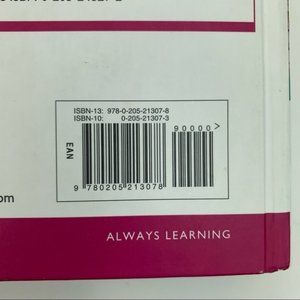 ISBN-13: 978-0-205-21307-8
ISBN-10: 0-205-21307-3
90000>
EAN
9 780205 213078
om
ALWAYS LEARNING